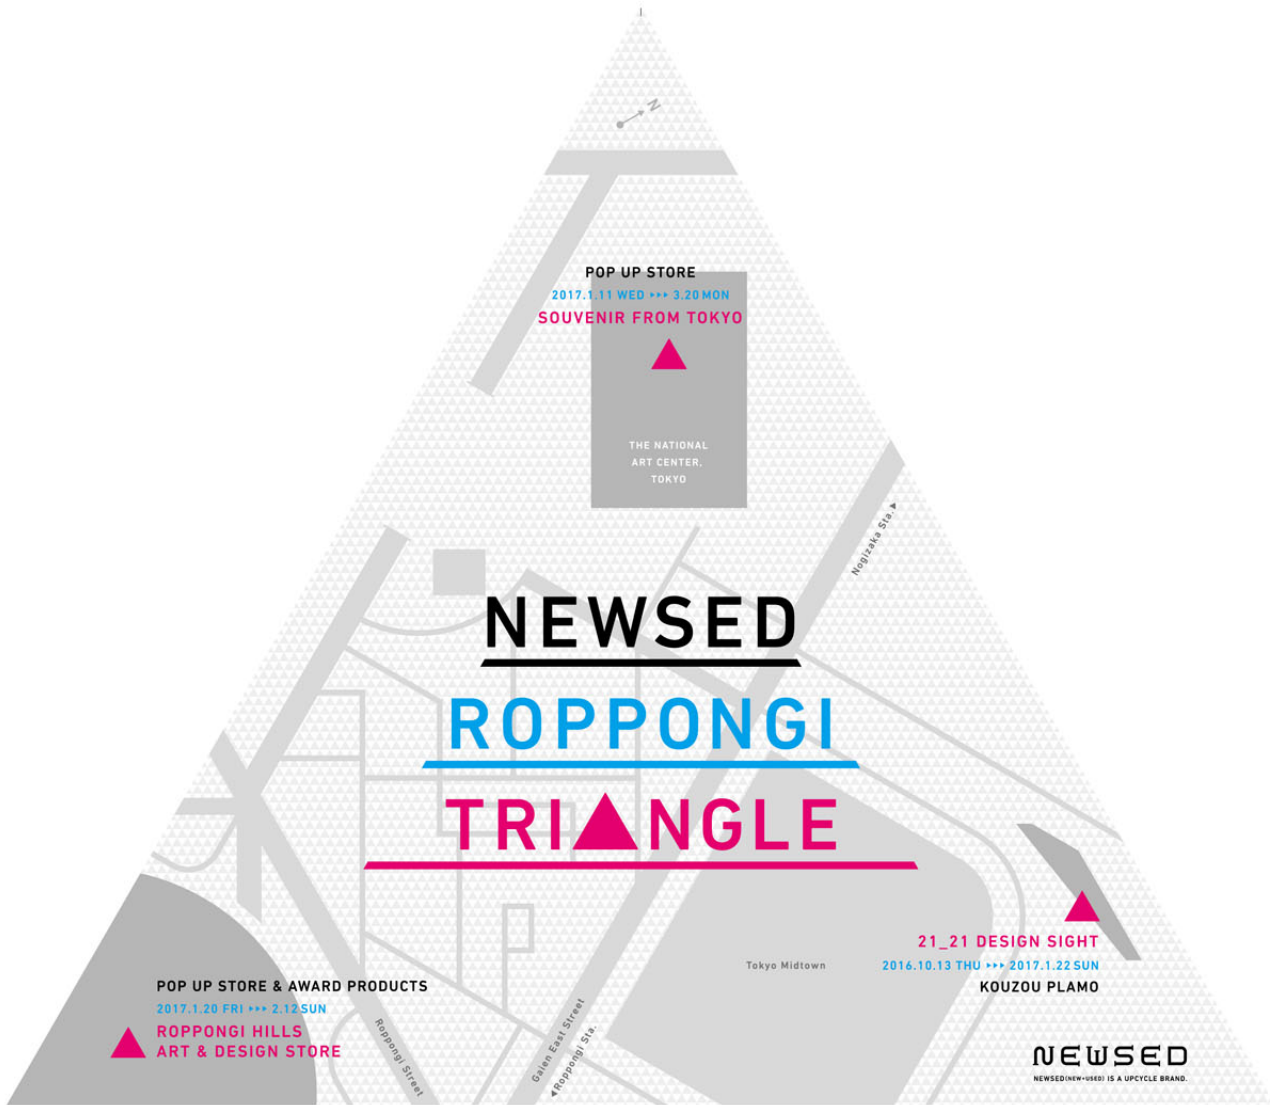 N
POP UP STORE
2017.1.11 WED ▸▸▸ 3.20 MON
SOUVENIR FROM TOKYO
THE NATIONAL
ART CENTER,
TOKYO
Nogizaka Sta.▶
NEWSED
ROPPONGI
TRI▲NGLE
21_21 DESIGN SIGHT
2016.10.13 THU ▸▸▸ 2017.1.22 SUN
KOUZOU PLAMO
Tokyo Midtown
POP UP STORE & AWARD PRODUCTS
2017.1.20 FRI ▸▸▸ 2.12 SUN
ROPPONGI HILLS
ART & DESIGN STORE
Roppongi Street
Gaien East Street
◀Roppongi Sta.
NEWSED
NEWSED(NEW+USED) IS A UPCYCLE BRAND.